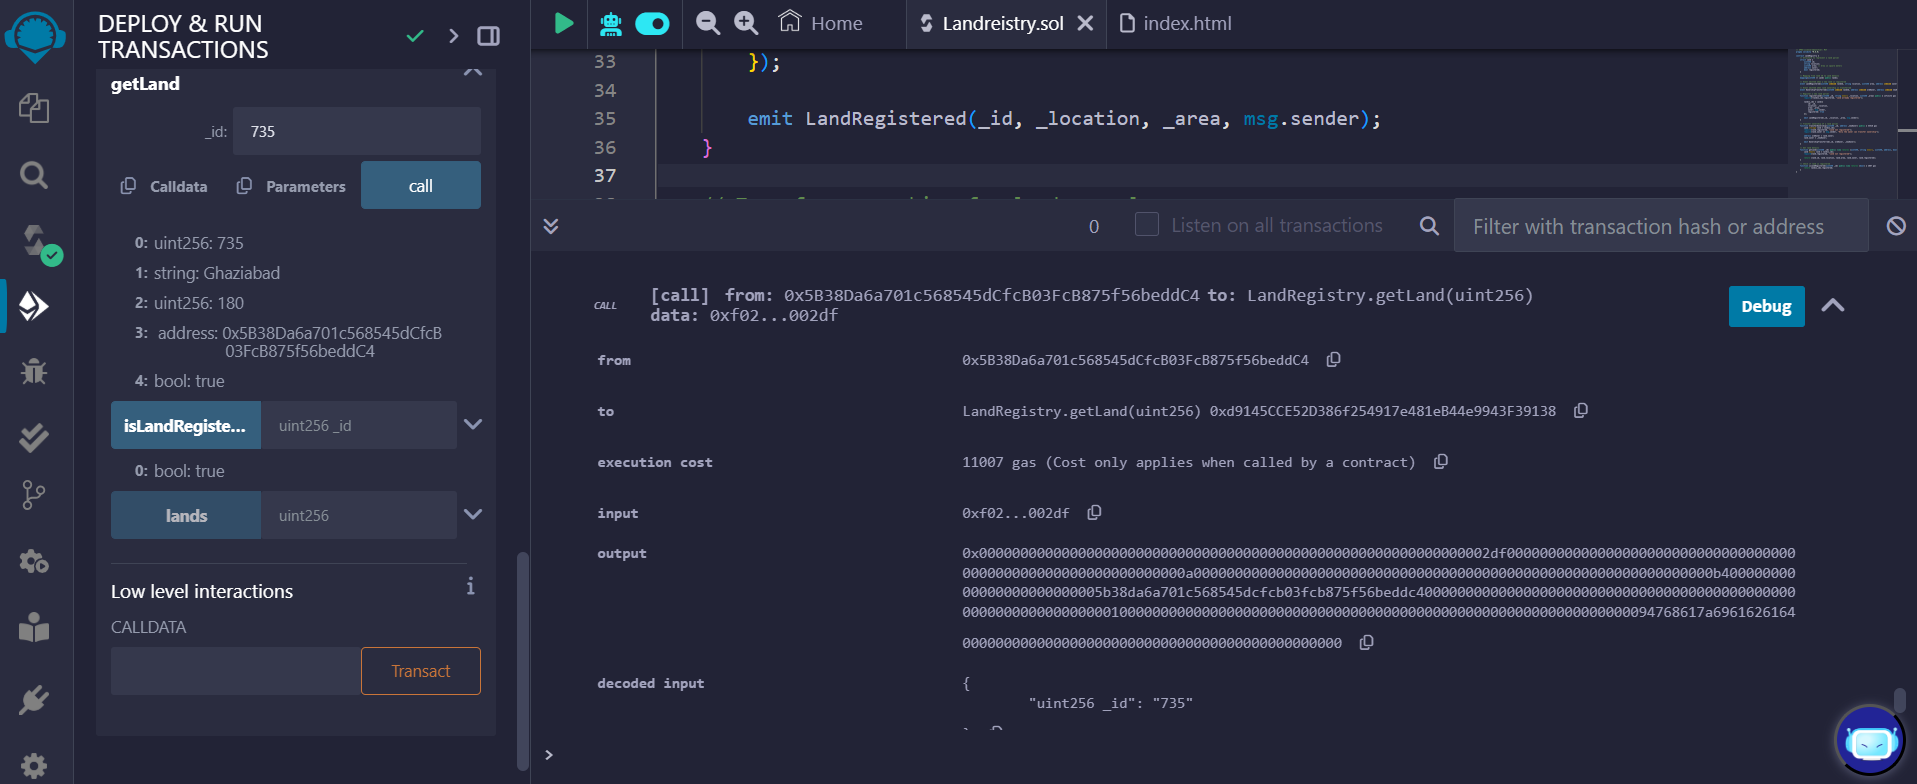 DEPLOY & RUN
TRANSACTIONS
getLand
_id: 735
Calldata Parameters call
0: uint256: 735
1: string: Ghaziabad
2: uint256: 180
3: address: 0x5B38Da6a701c568545dCfcB
03FcB875f56beddC4
4: bool: true
isLandRegiste... uint256 _id
0: bool: true
lands uint256
Low level interactions
i
CALLDATA
Transact
Home
Landreistry.sol
index.html
33 });
34
35 emit LandRegistered(_id, _location, _area, msg.sender);
36 }
37
0 Listen on all transactions Filter with transaction hash or address
CALL [call] from: 0x5B38Da6a701c568545dCfcB03FcB875f56beddC4 to: LandRegistry.getLand(uint256)
data: 0xf02...002df
Debug
from 0x5B38Da6a701c568545dCfcB03FcB875f56beddC4
to LandRegistry.getLand(uint256) 0xd9145CCE52D386f254917e481eB44e9943F39138
execution cost 11007 gas (Cost only applies when called by a contract)
input 0xf02...002df
output
decoded input {
"uint256 _id": "735"
>